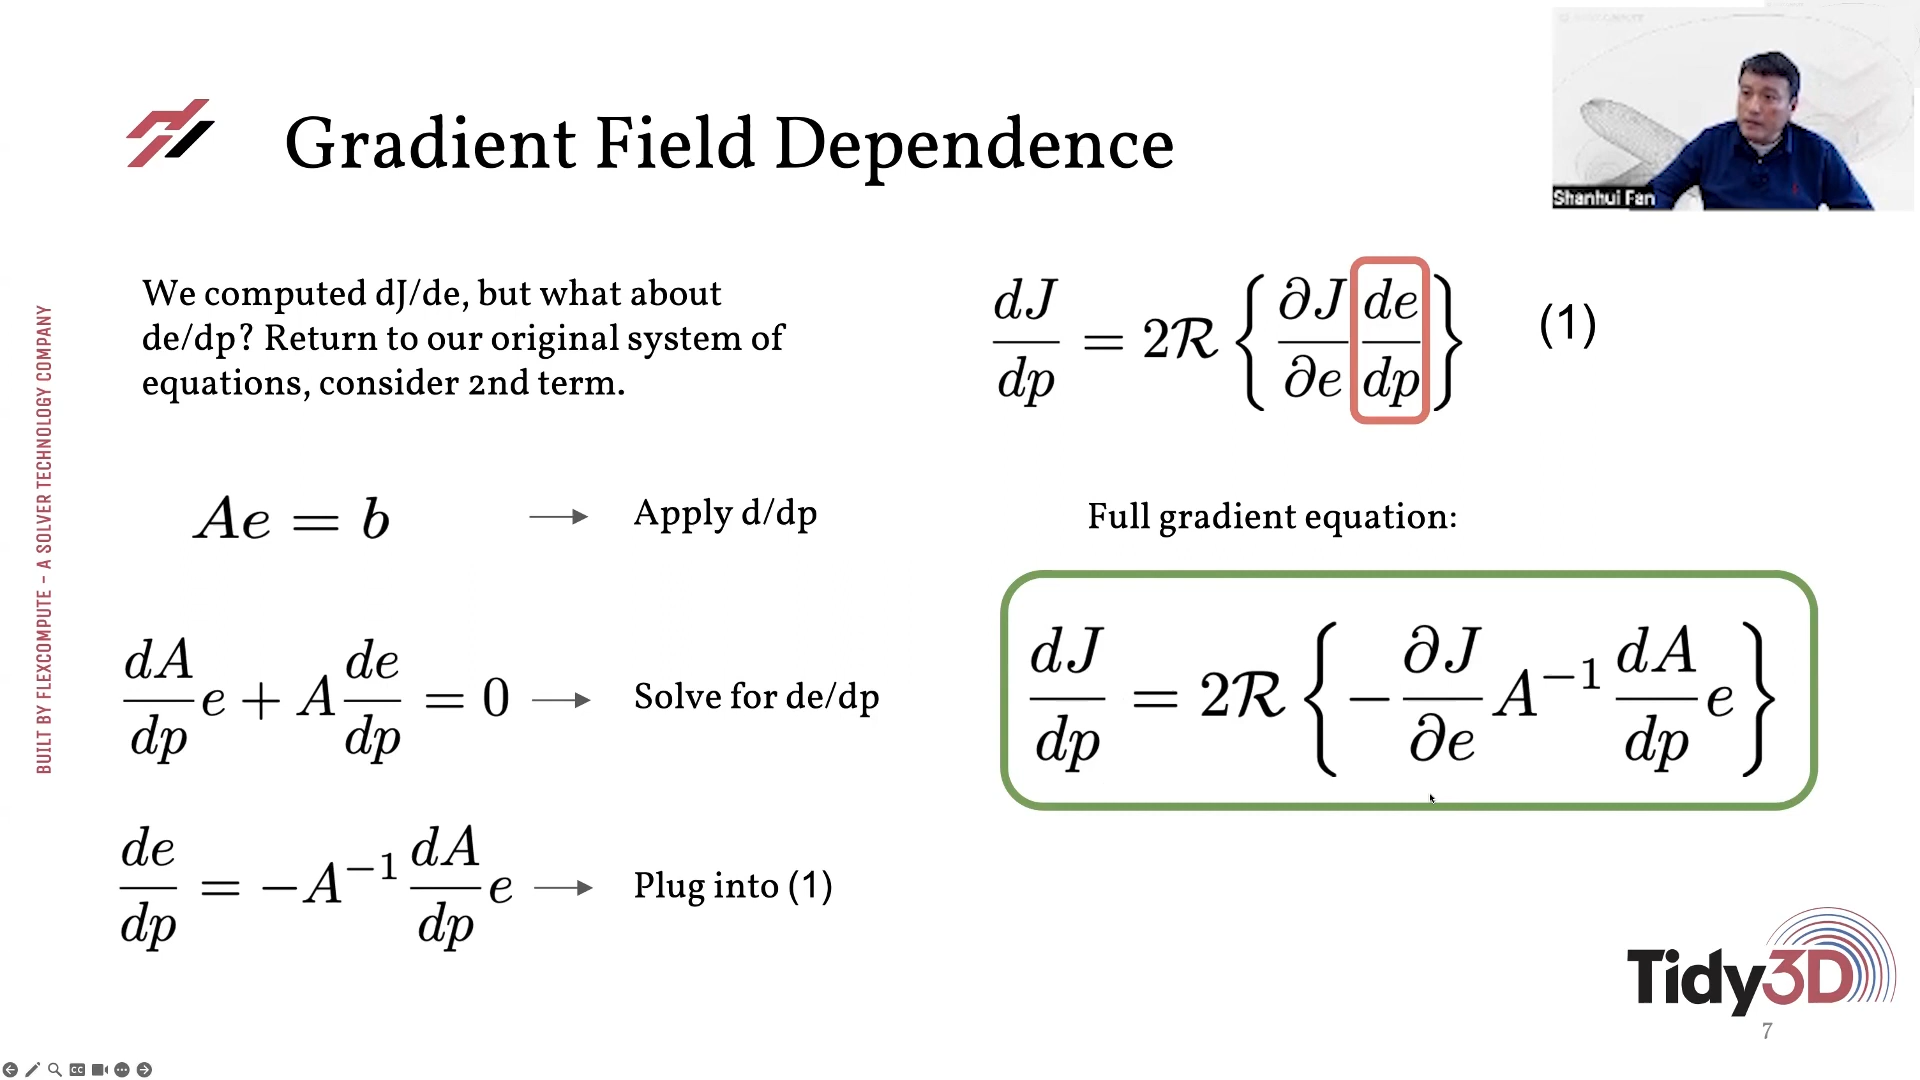 Gradient Field Dependence
Shanhui Fan
BUILT BY FLEXCOMPUTE – A SOLVER TECHNOLOGY COMPANY
We computed dJ/de, but what about
de/dp? Return to our original system of
equations, consider 2nd term.
dJ/dp = 2ℛ { ∂J/∂e de/dp } (1)
Ae = b → Apply d/dp
dA/dp e + A de/dp = 0 → Solve for de/dp
de/dp = −A⁻¹ dA/dp e → Plug into (1)
Full gradient equation:
dJ/dp = 2ℛ { − ∂J/∂e A⁻¹ dA/dp e }
Tidy3D
7
CC